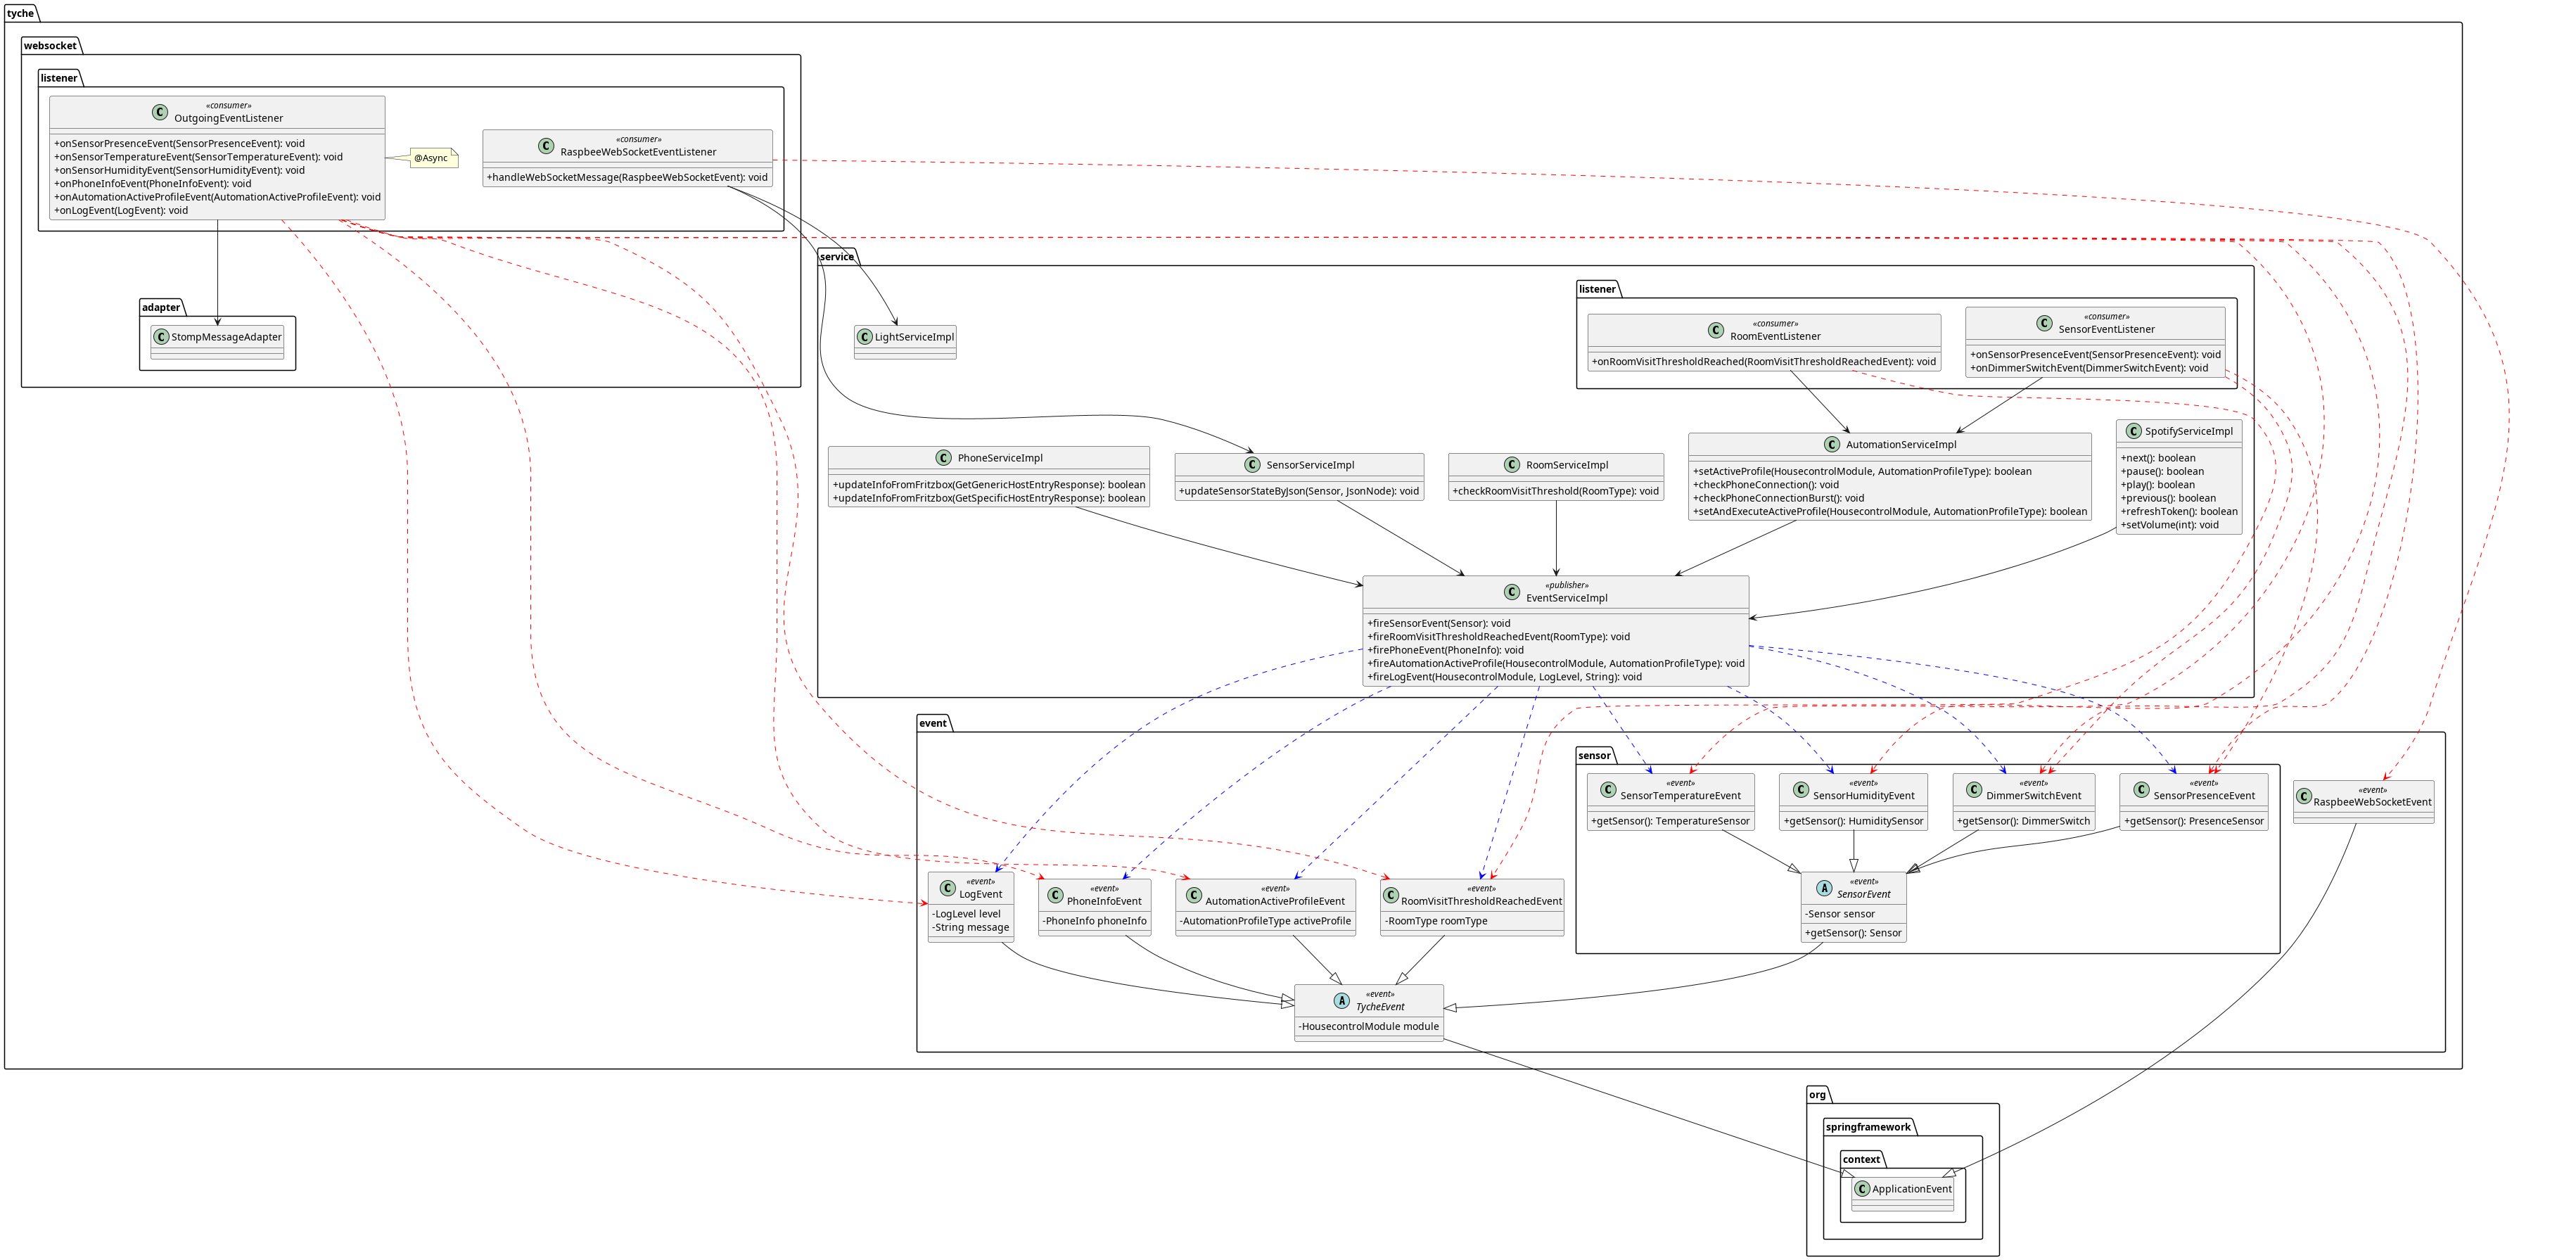 tyche
websocket
listener
«consumer»
OutgoingEventListener
+onSensorPresenceEvent(SensorPresenceEvent): void
+onSensorTemperatureEvent(SensorTemperatureEvent): void
+onSensorHumidityEvent(SensorHumidityEvent): void
+onPhoneInfoEvent(PhoneInfoEvent): void
+onAutomationActiveProfileEvent(AutomationActiveProfileEvent): void
+onLogEvent(LogEvent): void
@Async
«consumer»
RaspbeeWebSocketEventListener
+handleWebSocketMessage(RaspbeeWebSocketEvent): void
adapter
StompMessageAdapter
service
LightServiceImpl
listener
«consumer»
RoomEventListener
+onRoomVisitThresholdReached(RoomVisitThresholdReachedEvent): void
«consumer»
SensorEventListener
+onSensorPresenceEvent(SensorPresenceEvent): void
+onDimmerSwitchEvent(DimmerSwitchEvent): void
PhoneServiceImpl
+updateInfoFromFritzbox(GetGenericHostEntryResponse): boolean
+updateInfoFromFritzbox(GetSpecificHostEntryResponse): boolean
SensorServiceImpl
+updateSensorStateByJson(Sensor, JsonNode): void
RoomServiceImpl
+checkRoomVisitThreshold(RoomType): void
AutomationServiceImpl
+setActiveProfile(HousecontrolModule, AutomationProfileType): boolean
+checkPhoneConnection(): void
+checkPhoneConnectionBurst(): void
+setAndExecuteActiveProfile(HousecontrolModule, AutomationProfileType): boolean
SpotifyServiceImpl
+next(): boolean
+pause(): boolean
+play(): boolean
+previous(): boolean
+refreshToken(): boolean
+setVolume(int): void
«publisher»
EventServiceImpl
+fireSensorEvent(Sensor): void
+fireRoomVisitThresholdReachedEvent(RoomType): void
+firePhoneEvent(PhoneInfo): void
+fireAutomationActiveProfile(HousecontrolModule, AutomationProfileType): void
+fireLogEvent(HousecontrolModule, LogLevel, String): void
event
sensor
«event»
SensorTemperatureEvent
+getSensor(): TemperatureSensor
«event»
SensorHumidityEvent
+getSensor(): HumiditySensor
«event»
DimmerSwitchEvent
+getSensor(): DimmerSwitch
«event»
SensorPresenceEvent
+getSensor(): PresenceSensor
«event»
RaspbeeWebSocketEvent
«event»
LogEvent
-LogLevel level
-String message
«event»
PhoneInfoEvent
-PhoneInfo phoneInfo
«event»
AutomationActiveProfileEvent
-AutomationProfileType activeProfile
«event»
RoomVisitThresholdReachedEvent
-RoomType roomType
«event»
SensorEvent
-Sensor sensor
+getSensor(): Sensor
«event»
TycheEvent
-HousecontrolModule module
org
springframework
context
ApplicationEvent